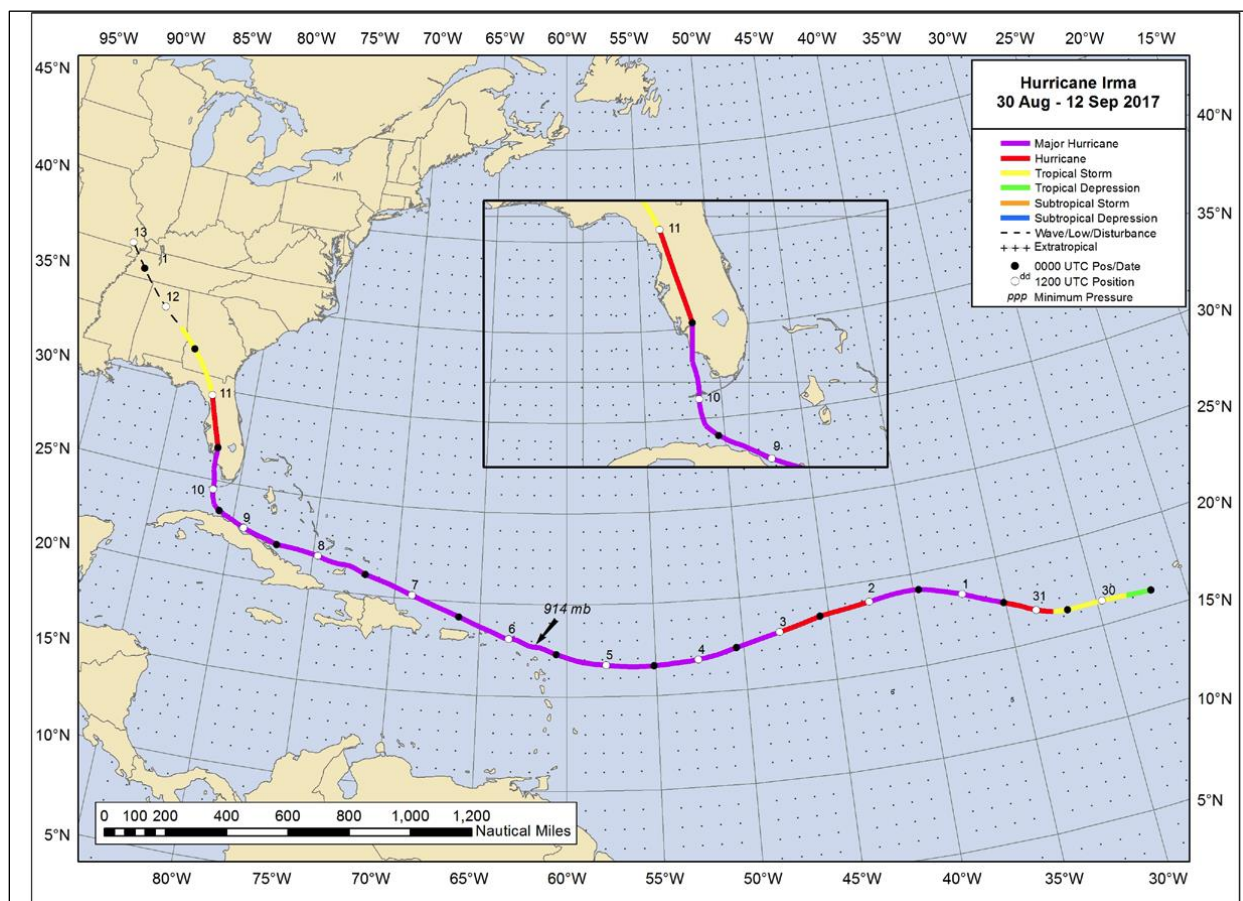 95°W 90°W 85°W 80°W 75°W 70°W 65°W 60°W 55°W 50°W 45°W 40°W 35°W 30°W 25°W 20°W 15°W
45°N
40°N
35°N
30°N
25°N
20°N
15°N
10°N
5°N
Hurricane Irma
30 Aug - 12 Sep 2017
Major Hurricane
Hurricane
Tropical Storm
Tropical Depression
Subtropical Storm
Subtropical Depression
Wave/Low/Disturbance
+++ Extratropical
0000 UTC Pos/Date
dd 1200 UTC Position
ppp Minimum Pressure
40°N
35°N
30°N
25°N
20°N
15°N
10°N
5°N
11
10
9
13
1
12
11
10
9
8
7
6
914 mb
5
4
3
2
1
31
30
0 100 200 400 600 800 1,000 1,200
Nautical Miles
80°W 75°W 70°W 65°W 60°W 55°W 50°W 45°W 40°W 35°W 30°W